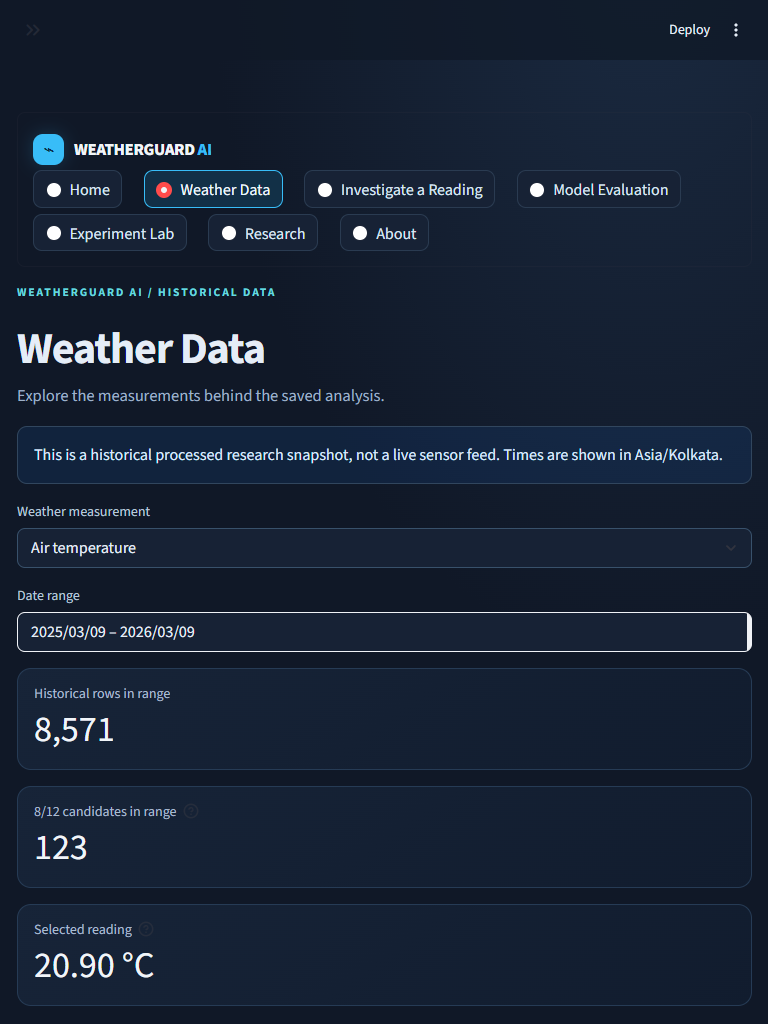 Deploy
WEATHERGUARD AI
Home
Weather Data
Investigate a Reading
Model Evaluation
Experiment Lab
Research
About
WEATHERGUARD AI / HISTORICAL DATA
Weather Data
Explore the measurements behind the saved analysis.
This is a historical processed research snapshot, not a live sensor feed. Times are shown in Asia/Kolkata.
Weather measurement
Air temperature
Date range
2025/03/09 – 2026/03/09
Historical rows in range
8,571
8/12 candidates in range
123
Selected reading
20.90 °C